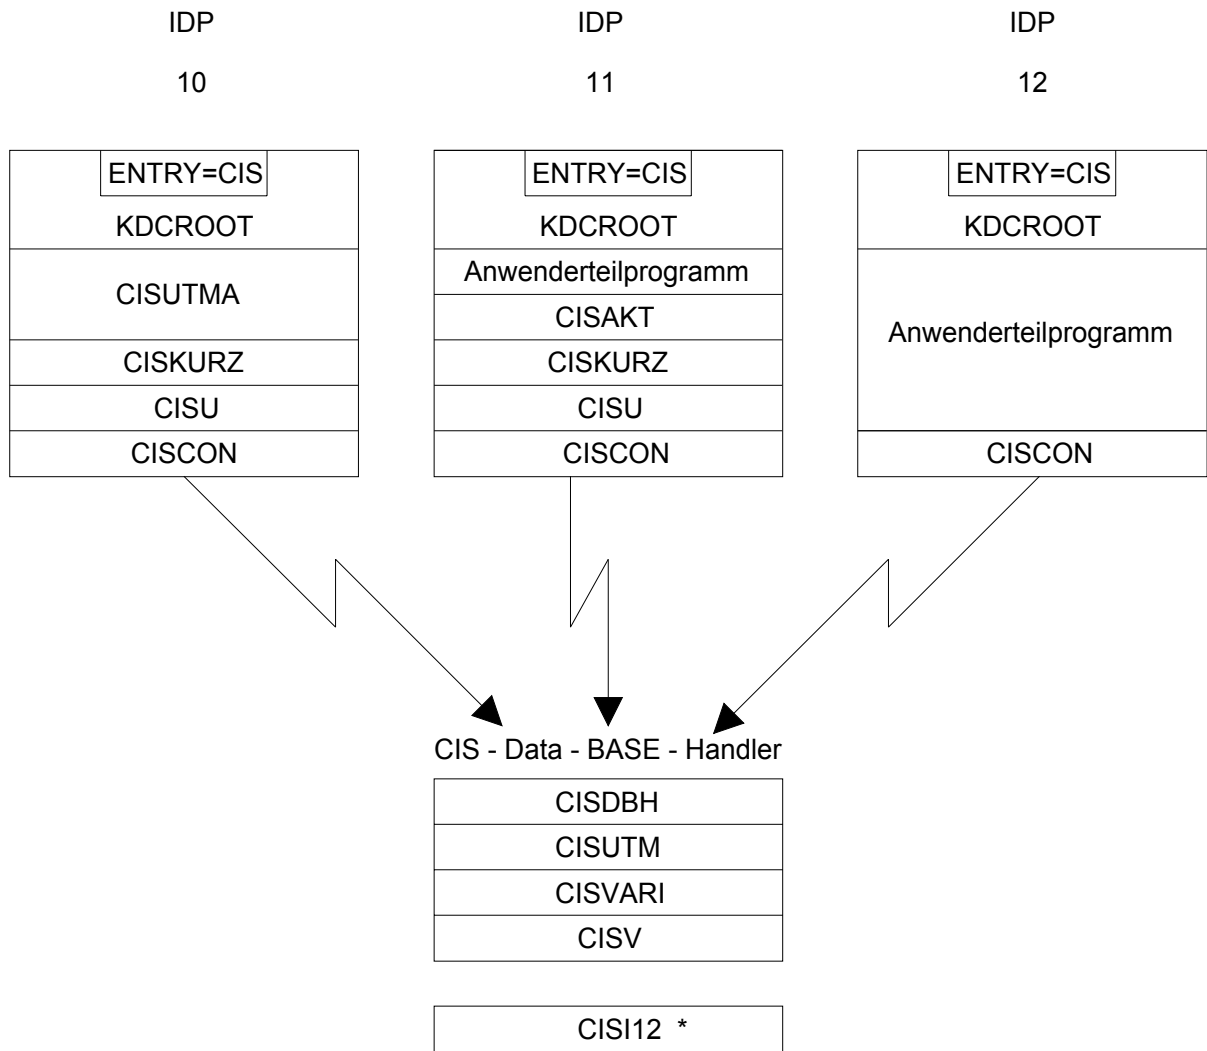 IDP
10
ENTRY=CIS
KDCROOT
CISUTMA
CISKURZ
CISU
CISCON
IDP
11
ENTRY=CIS
KDCROOT
Anwenderteilprogramm
CISAKT
CISKURZ
CISU
CISCON
IDP
12
ENTRY=CIS
KDCROOT
Anwenderteilprogramm
CISCON
CIS - Data - BASE - Handler
CISDBH
CISUTM
CISVARI
CISV
CISI12 *